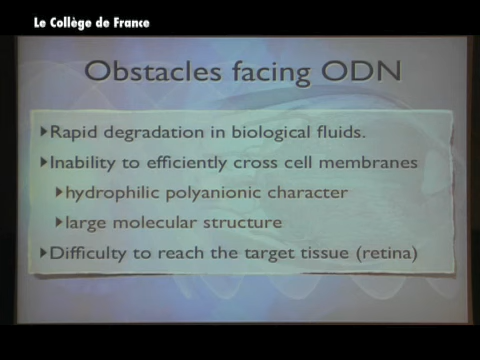 Le Collège de France
Obstacles facing ODN
Rapid degradation in biological fluids.
Inability to efficiently cross cell membranes
hydrophilic polyanionic character
large molecular structure
Difficulty to reach the target tissue (retina)